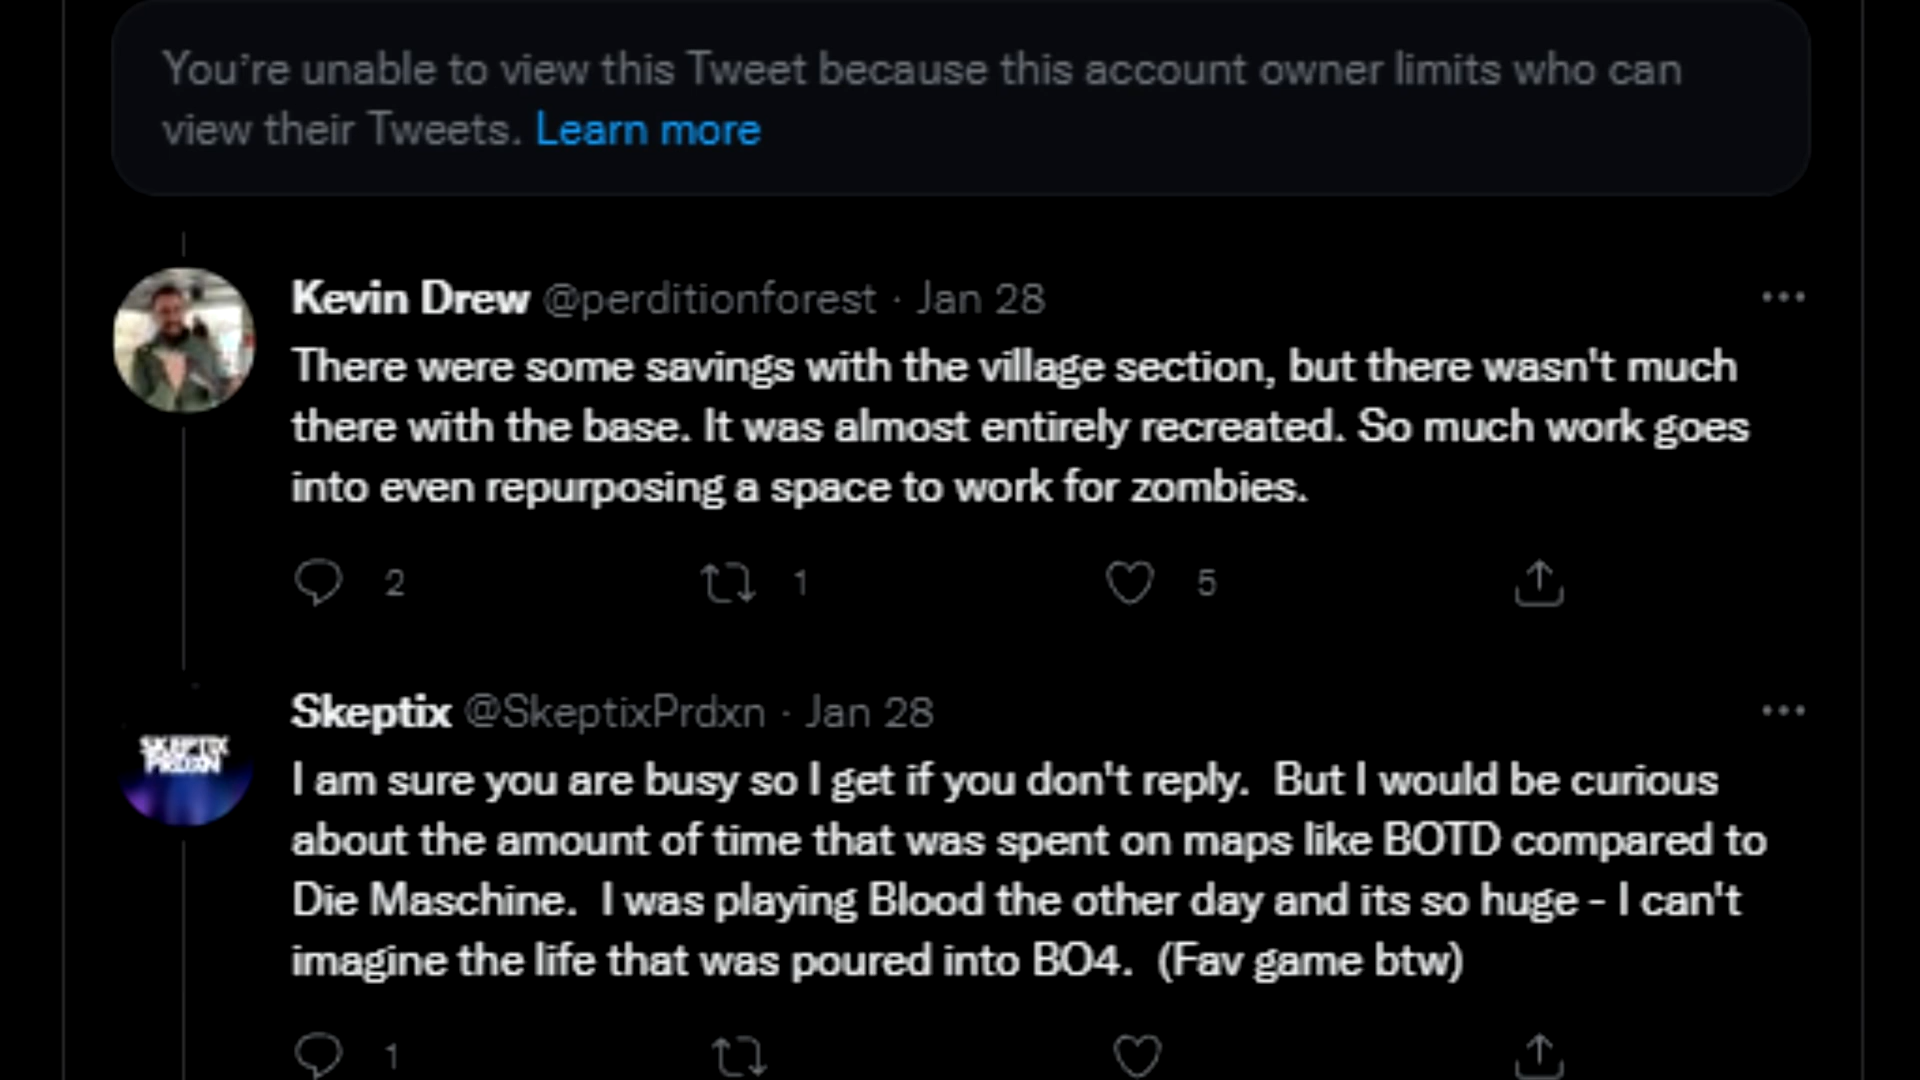 You're unable to view this Tweet because this account owner limits who can
view their Tweets. Learn more
Kevin Drew @perditionforest · Jan 28
There were some savings with the village section, but there wasn't much
there with the base. It was almost entirely recreated. So much work goes
into even repurposing a space to work for zombies.
2 1 5
Skeptix @SkeptixPrdxn · Jan 28
SKEPTIX
PRDXN
I am sure you are busy so I get if you don't reply.  But I would be curious
about the amount of time that was spent on maps like BOTD compared to
Die Maschine.  I was playing Blood the other day and its so huge - I can't
imagine the life that was poured into BO4.  (Fav game btw)
1